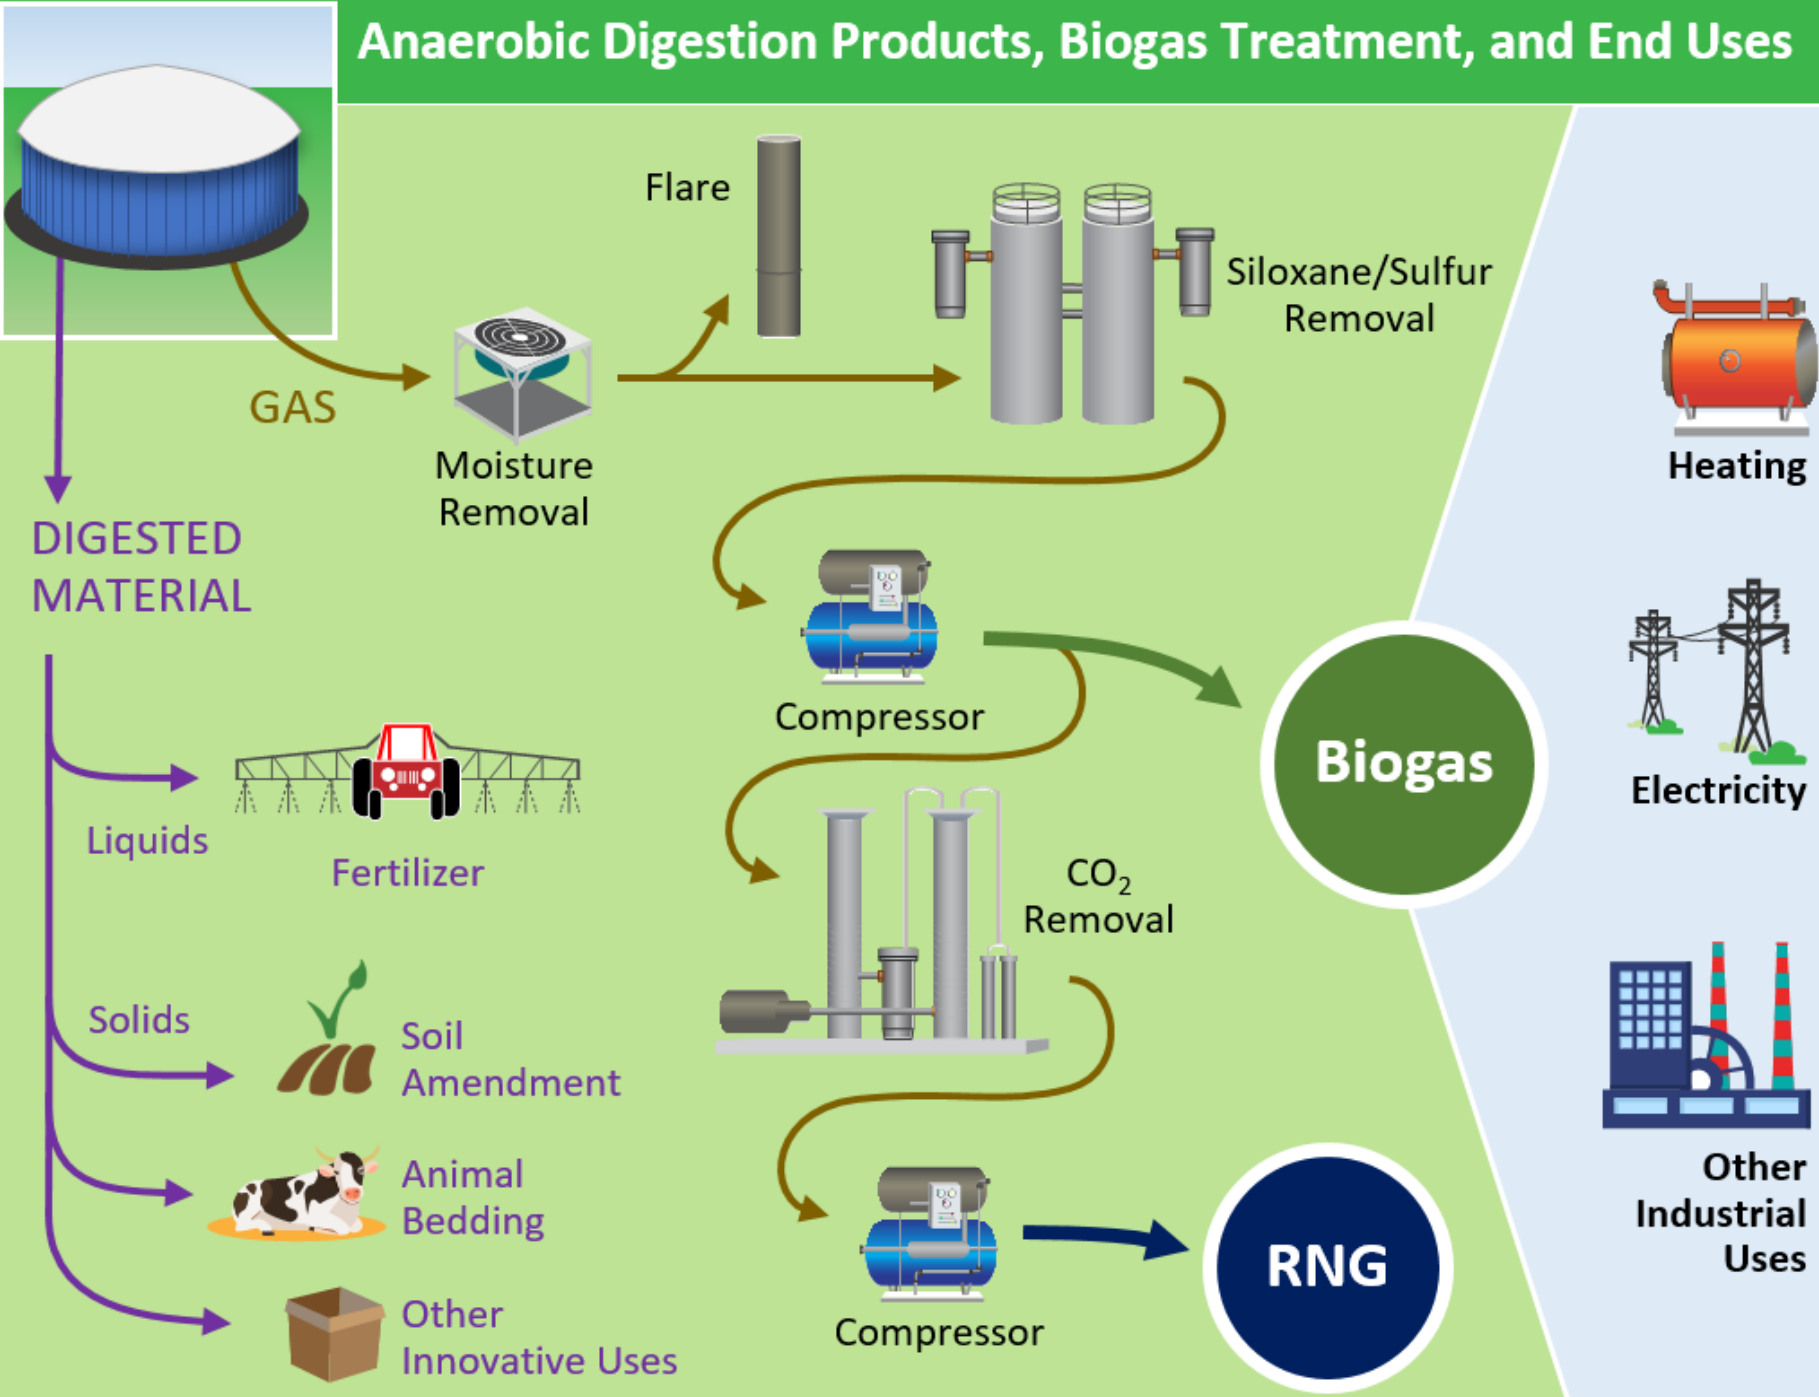 Anaerobic Digestion Products, Biogas Treatment, and End Uses
Flare
Siloxane/Sulfur
Removal
GAS
Moisture
Removal
Heating
DIGESTED
MATERIAL
Compressor
Biogas
Electricity
Liquids
Fertilizer
CO₂
Removal
Solids
Soil
Amendment
Animal
Bedding
Other
Industrial
Uses
RNG
Compressor
Other
Innovative Uses